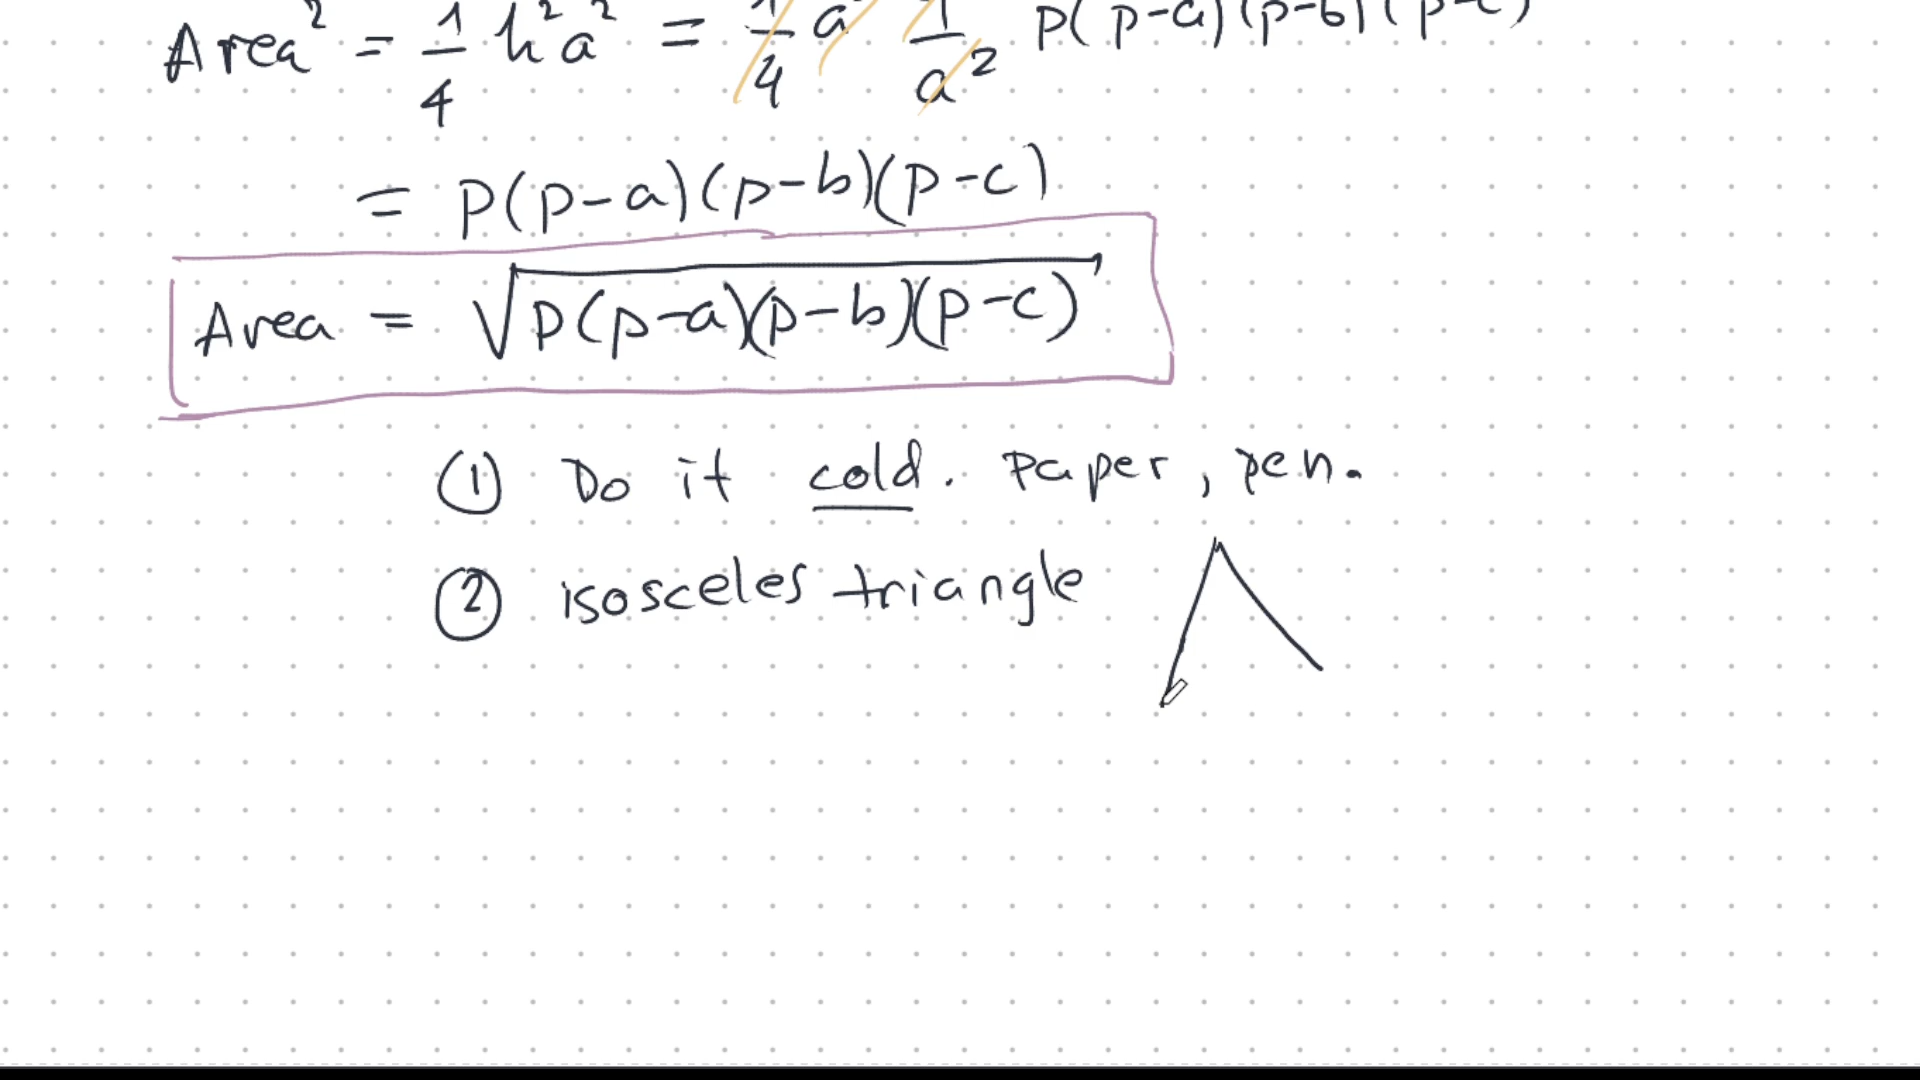 Area² = 1/4 h²a² = 1/4 a² 1/a² p(p-a)(p-b)(p-c)
= p(p-a)(p-b)(p-c)
Area = √p(p-a)(p-b)(p-c)
① Do it cold. Paper, pen.
② isosceles triangle